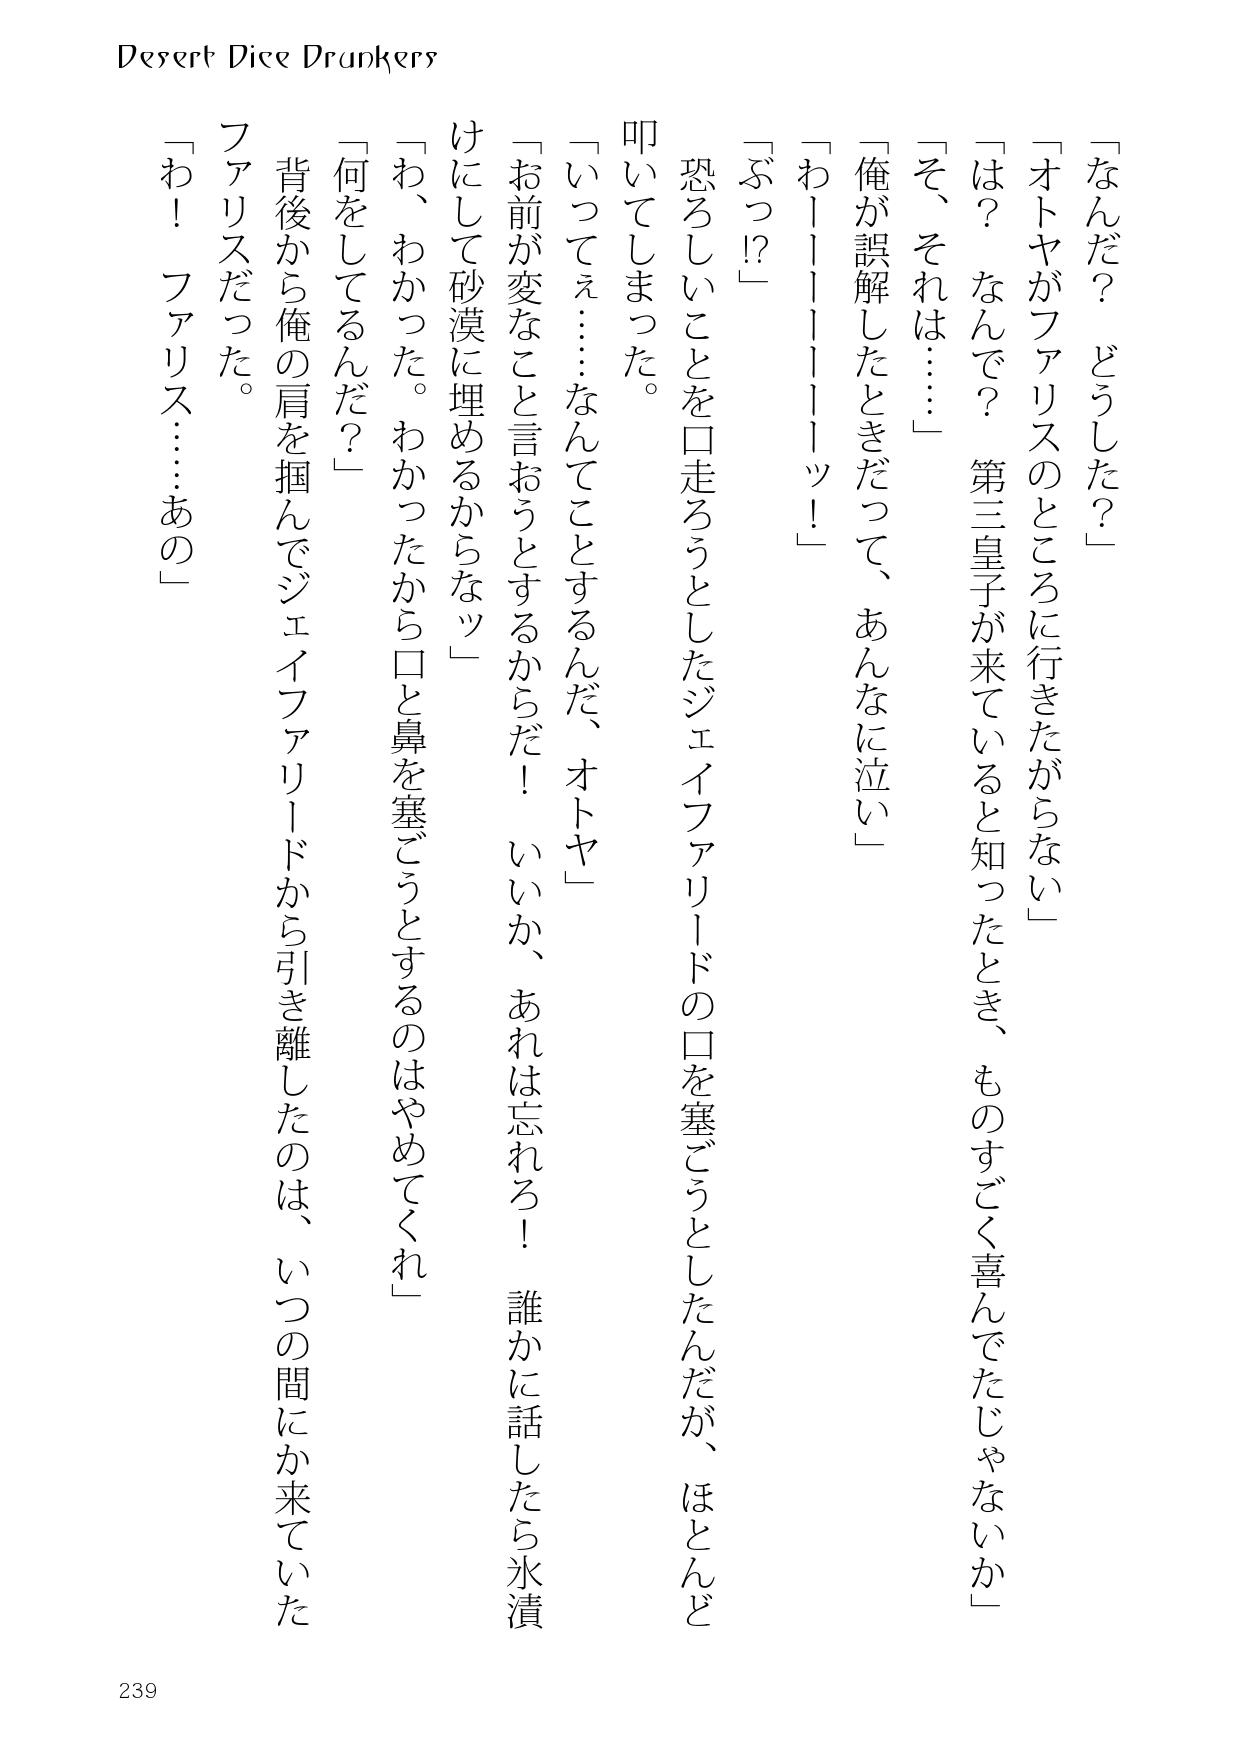 Desert Dice Drunkers
「なんだ？　どうした？」
「オトヤがファリスのところに行きたがらない」
「は？　なんで？　第三皇子が来ていると知ったとき、ものすごく喜んでたじゃないか」
「そ、それは……」
「俺が誤解したときだって、あんなに泣い」
「わーーーーーーーッ！」
「ぶっ⁉」
　恐ろしいことを口走ろうとしたジェイファリードの口を塞ごうとしたんだが、ほとんど
叩いてしまった。
「いってぇ……なんてことするんだ、オトヤ」
「お前が変なこと言おうとするからだ！　いいか、あれは忘れろ！　誰かに話したら氷漬
けにして砂漠に埋めるからなッ」
「わ、わかった。わかったから口と鼻を塞ごうとするのはやめてくれ」
「何をしてるんだ？」
　背後から俺の肩を掴んでジェイファリードから引き離したのは、いつの間にか来ていた
ファリスだった。
「わ！　ファリス……あの」
239